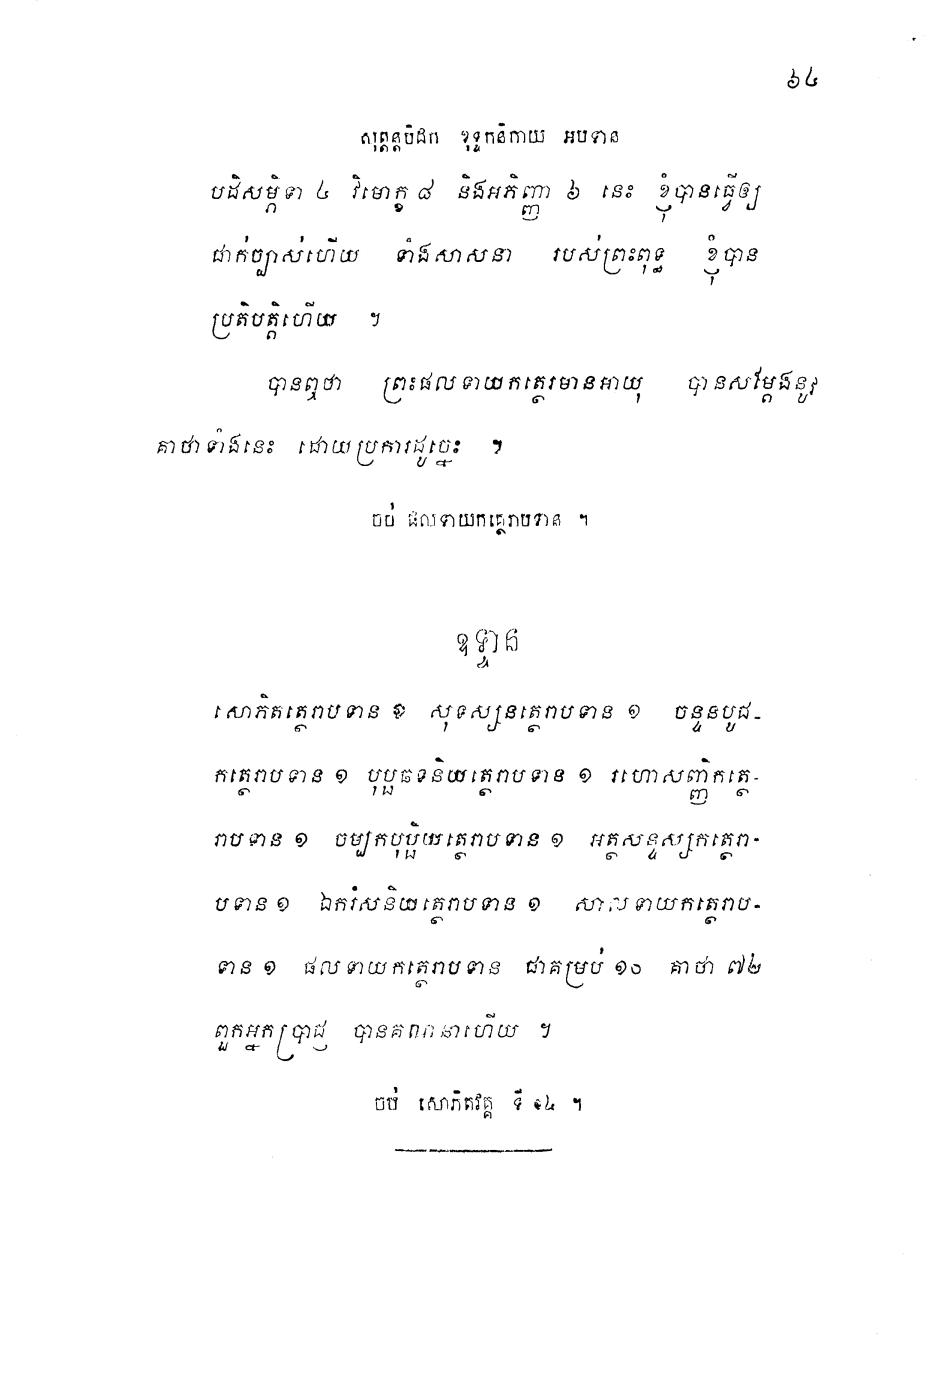 ៦៤
សុត្តន្តបិដក ខុទ្ទកនិកាយ អបទាន
បដិសម្ភិទា ៤ វិមោក្ខ ៨ និងអភិញ្ញា ៦ នេះ ខ្ញុំបានធ្វើឲ្យ
ជាក់ច្បាស់ហើយ ទាំងសាសនា របស់ព្រះពុទ្ធ ខ្ញុំបាន
ប្រតិបត្តិហើយ ។
បានឮថា ព្រះផលទាយកត្ថេរមានអាយុ បានសម្តែងនូវ
គាថាទាំងនេះ ដោយប្រការដូច្នេះ ។
ចប់ ផលទាយកត្ថេរាបទាន ។
ឧទ្ទាន
សោភិតត្ថេរាបទាន ១ សុទស្សនត្ថេរាបទាន ១ ចន្ទនបូជ-
កត្ថេរាបទាន ១ បុប្ផឆទនិយត្ថេរាបទាន ១ រហោសញ្ញិកត្ថេ-
រាបទាន ១ ចម្បកបុប្ផិយត្ថេរាបទាន ១ អត្ថសន្ទស្សកត្ថេរា-
បទាន ១ ឯករំសនិយត្ថេរាបទាន ១ សាលទាយកត្ថេរាប-
ទាន ១ ផលទាយកត្ថេរាបទាន ជាគម្រប់ ១០ គាថា ៧២
ពួកអ្នកប្រាជ្ញ បានគណនាហើយ ។
ចប់ សោភិតវគ្គ ទី ១៤ ។